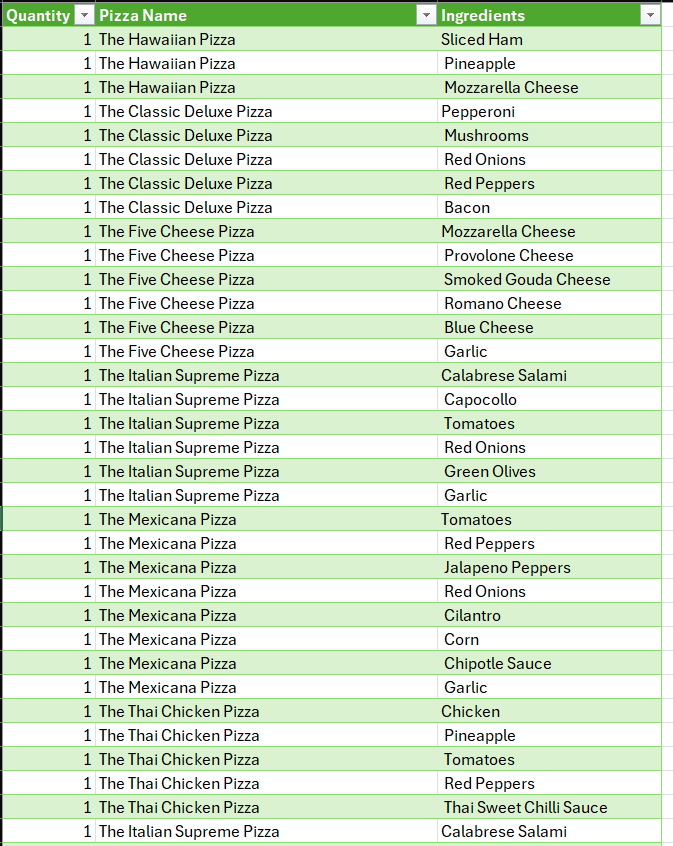 Quantity Pizza Name Ingredients
1 The Hawaiian Pizza Sliced Ham
1 The Hawaiian Pizza Pineapple
1 The Hawaiian Pizza Mozzarella Cheese
1 The Classic Deluxe Pizza Pepperoni
1 The Classic Deluxe Pizza Mushrooms
1 The Classic Deluxe Pizza Red Onions
1 The Classic Deluxe Pizza Red Peppers
1 The Classic Deluxe Pizza Bacon
1 The Five Cheese Pizza Mozzarella Cheese
1 The Five Cheese Pizza Provolone Cheese
1 The Five Cheese Pizza Smoked Gouda Cheese
1 The Five Cheese Pizza Romano Cheese
1 The Five Cheese Pizza Blue Cheese
1 The Five Cheese Pizza Garlic
1 The Italian Supreme Pizza Calabrese Salami
1 The Italian Supreme Pizza Capocollo
1 The Italian Supreme Pizza Tomatoes
1 The Italian Supreme Pizza Red Onions
1 The Italian Supreme Pizza Green Olives
1 The Italian Supreme Pizza Garlic
1 The Mexicana Pizza Tomatoes
1 The Mexicana Pizza Red Peppers
1 The Mexicana Pizza Jalapeno Peppers
1 The Mexicana Pizza Red Onions
1 The Mexicana Pizza Cilantro
1 The Mexicana Pizza Corn
1 The Mexicana Pizza Chipotle Sauce
1 The Mexicana Pizza Garlic
1 The Thai Chicken Pizza Chicken
1 The Thai Chicken Pizza Pineapple
1 The Thai Chicken Pizza Tomatoes
1 The Thai Chicken Pizza Red Peppers
1 The Thai Chicken Pizza Thai Sweet Chilli Sauce
1 The Italian Supreme Pizza Calabrese Salami